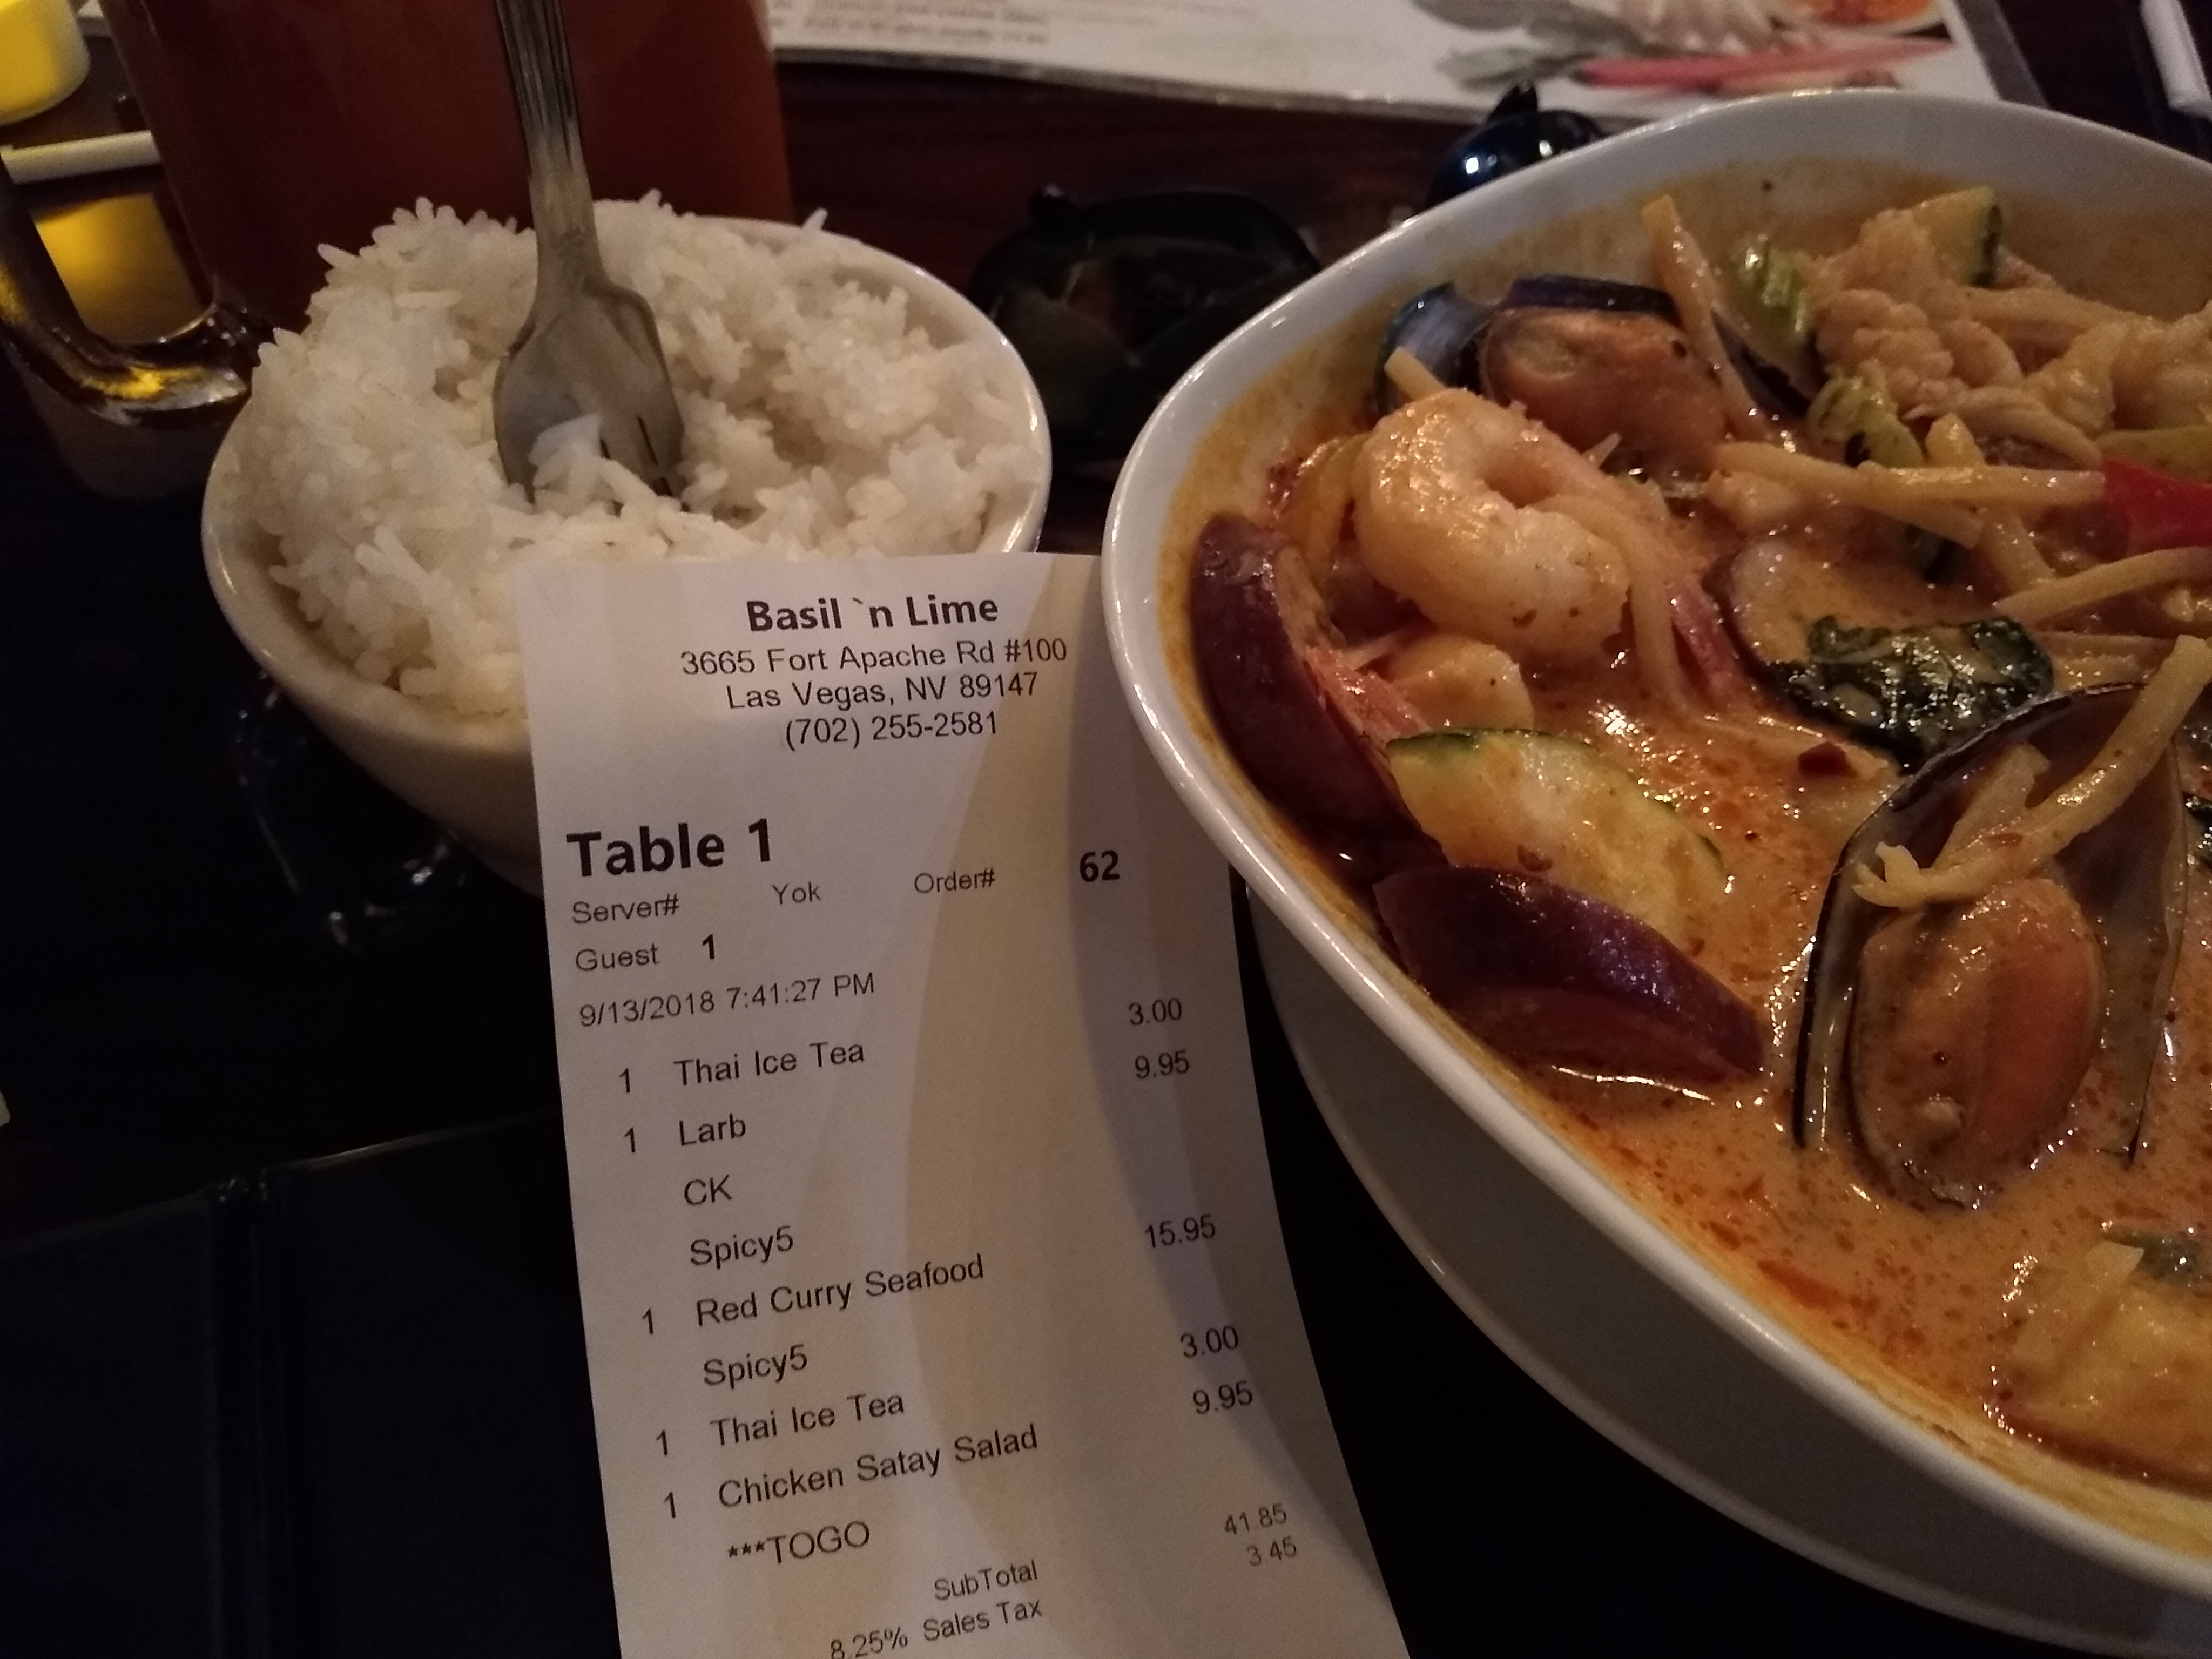 Basil `n Lime
3665 Fort Apache Rd #100
Las Vegas, NV 89147
(702) 255-2581
Table 1
Server# Yok Order# 62
Guest 1
9/13/2018 7:41:27 PM
1 Thai Ice Tea 3.00
1 Larb 9.95
CK
Spicy5
1 Red Curry Seafood 15.95
Spicy5
1 Thai Ice Tea 3.00
1 Chicken Satay Salad 9.95
***TOGO
SubTotal 41.85
8.25% Sales Tax 3.45